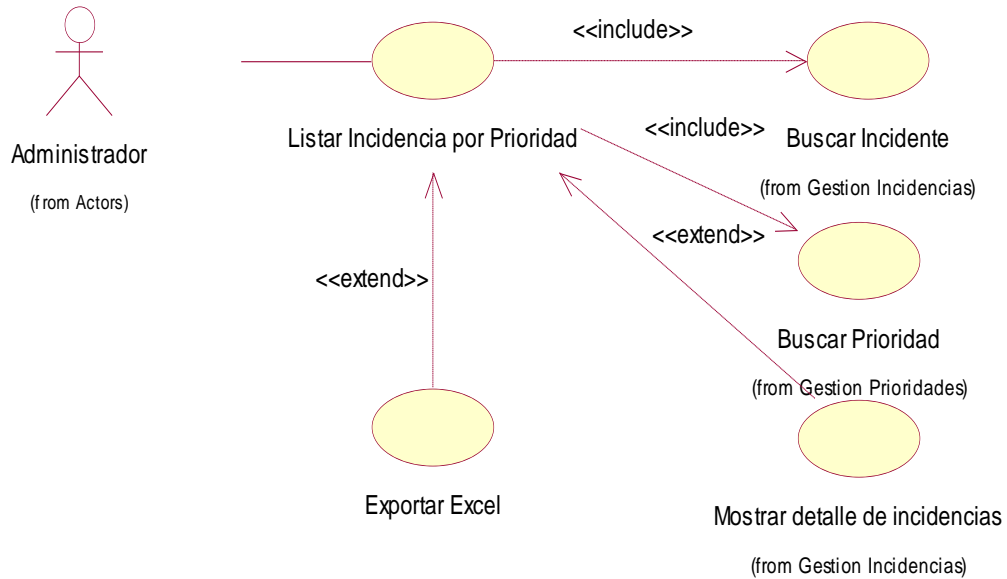 <<include>>
Listar Incidencia por Prioridad
<<include>>
Buscar Incidente
(from Gestion Incidencias)
Administrador
(from Actors)
<<extend>>
<<extend>>
Buscar Prioridad
(from Gestion Prioridades)
Exportar Excel
Mostrar detalle de incidencias
(from Gestion Incidencias)